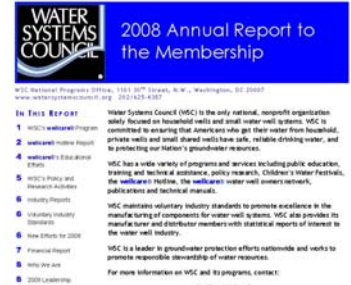 WATER
SYSTEMS
COUNCIL
2008 Annual Report to
the Membership
WSC National Programs Office, 1101 30TH Street, N.W., Washington, DC 20007
www.watersystemscouncil.org 202/625-4387
IN THIS REPORT
1 WSC's wellcare® Program
2 wellcare® Hotline Report
4 wellcare®'s Educational
Efforts
5 WSC's Policy and
Research Activities
6 Industry Reports
6 Voluntary Industry
Standards
6 New Efforts for 2009
7 Financial Report
8 Who We Are
8 2009 Leadership
Water Systems Council (WSC) is the only national, nonprofit organization
solely focused on household wells and small water well systems. WSC is
committed to ensuring that Americans who get their water from household,
private wells and small shared wells have safe, reliable drinking water, and
to protecting our Nation's groundwater resources.
WSC has a wide variety of programs and services including public education,
training and technical assistance, policy research, Children's Water Festivals,
the wellcare® Hotline, the wellcare® water well owners network,
publications and technical manuals.
WSC maintains voluntary industry standards to promote excellence in the
manufacturing of components for water well systems. WSC also provides its
manufacturer and distributor members with statistical reports of interest to
the water well industry.
WSC is a leader in groundwater protection efforts nationwide and works to
promote responsible stewardship of water resources.
For more information on WSC and its programs, contact: